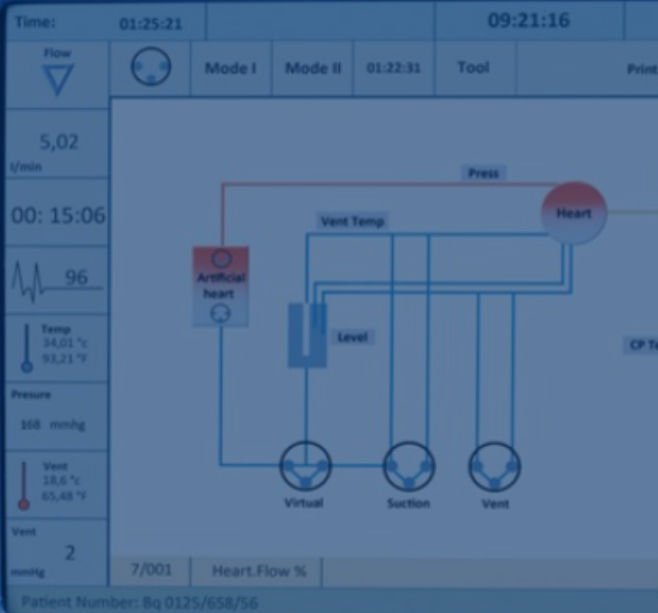 Time: 01:25:21 09:21:16
Flow
Mode I Mode II 01:22:31 Tool Print
5,02
l/min
00: 15:06
96
Temp
34,01 °c
93,21 °F
Presure
168 mmhg
Vent
18,6 °c
65,48 °F
Vent
2
mmHg
Press
Heart
Vent Temp
Artificial
heart
Level
CP Te
Virtual Suction Vent
7/001 Heart.Flow %
Patient Number: Bq 0125/658/56